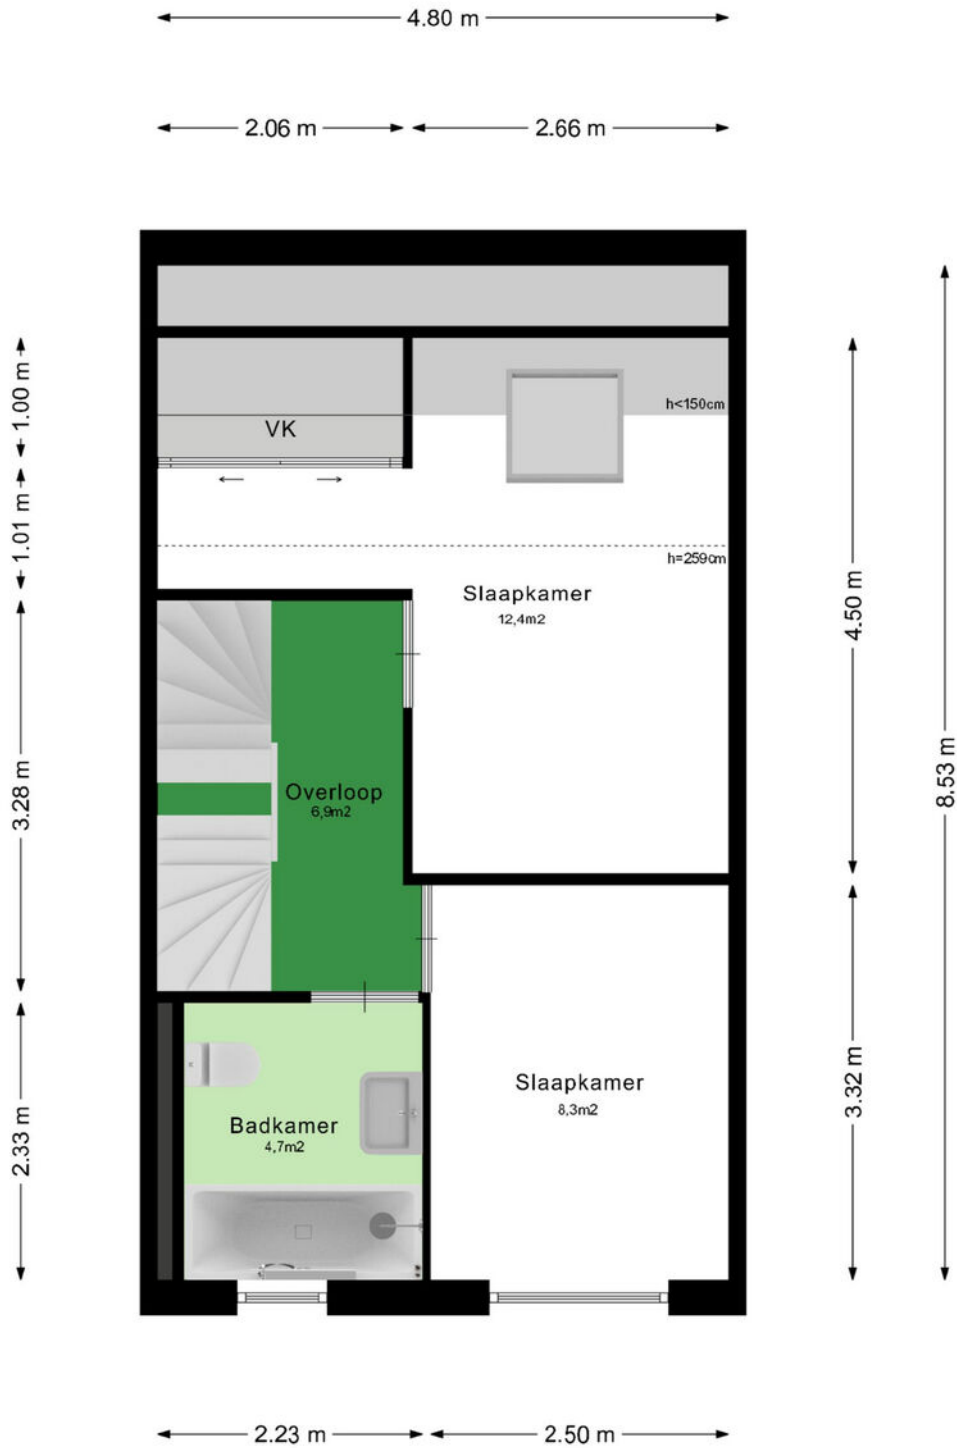 4.80 m
2.06 m
2.66 m
1.00 m
1.01 m
3.28 m
2.33 m
VK
h<150cm
h=259cm
Slaapkamer
12,4m2
Overloop
6,9m2
Badkamer
4,7m2
Slaapkamer
8,3m2
4.50 m
3.32 m
8.53 m
2.23 m
2.50 m